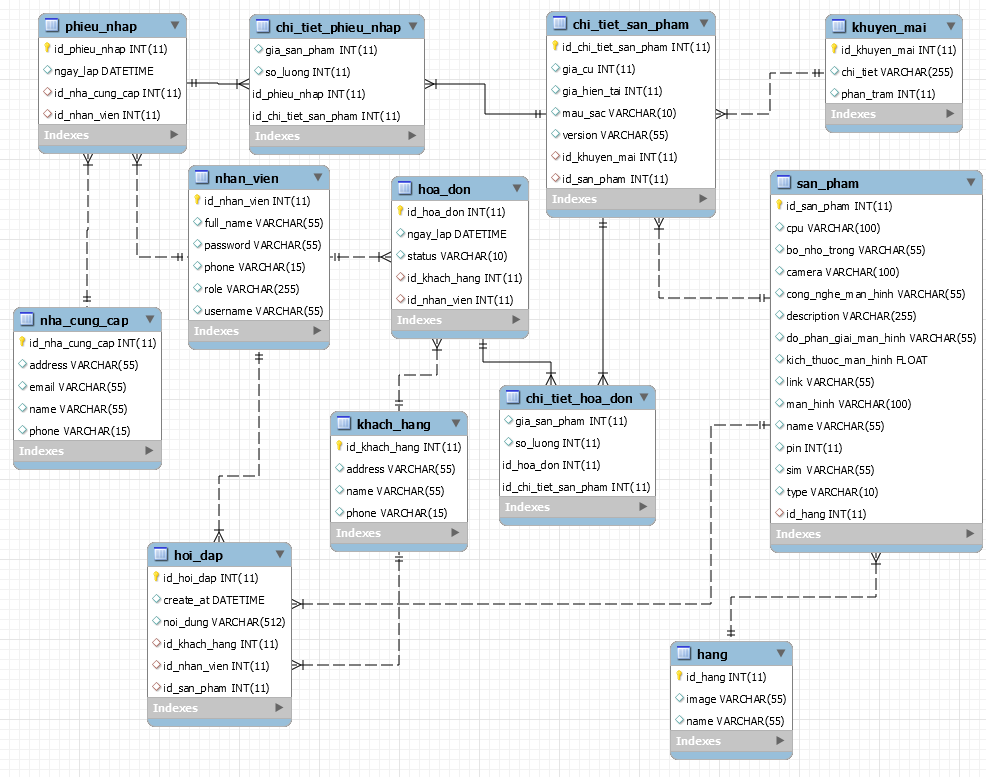 phieu_nhap
id_phieu_nhap INT(11)
ngay_lap DATETIME
id_nha_cung_cap INT(11)
id_nhan_vien INT(11)
Indexes
chi_tiet_phieu_nhap
gia_san_pham INT(11)
so_luong INT(11)
id_phieu_nhap INT(11)
id_chi_tiet_san_pham INT(11)
Indexes
chi_tiet_san_pham
id_chi_tiet_san_pham INT(11)
gia_cu INT(11)
gia_hien_tai INT(11)
mau_sac VARCHAR(10)
version VARCHAR(55)
id_khuyen_mai INT(11)
id_san_pham INT(11)
Indexes
khuyen_mai
id_khuyen_mai INT(11)
chi_tiet VARCHAR(255)
phan_tram INT(11)
Indexes
nhan_vien
id_nhan_vien INT(11)
full_name VARCHAR(55)
password VARCHAR(55)
phone VARCHAR(15)
role VARCHAR(255)
username VARCHAR(55)
Indexes
hoa_don
id_hoa_don INT(11)
ngay_lap DATETIME
status VARCHAR(10)
id_khach_hang INT(11)
id_nhan_vien INT(11)
Indexes
san_pham
id_san_pham INT(11)
cpu VARCHAR(100)
bo_nho_trong VARCHAR(55)
camera VARCHAR(100)
cong_nghe_man_hinh VARCHAR(55)
description VARCHAR(255)
do_phan_giai_man_hinh VARCHAR(55)
kich_thuoc_man_hinh FLOAT
link VARCHAR(55)
man_hinh VARCHAR(100)
name VARCHAR(55)
pin INT(11)
sim VARCHAR(55)
type VARCHAR(10)
id_hang INT(11)
Indexes
nha_cung_cap
id_nha_cung_cap INT(11)
address VARCHAR(55)
email VARCHAR(55)
name VARCHAR(55)
phone VARCHAR(15)
Indexes
khach_hang
id_khach_hang INT(11)
address VARCHAR(55)
name VARCHAR(55)
phone VARCHAR(15)
Indexes
chi_tiet_hoa_don
gia_san_pham INT(11)
so_luong INT(11)
id_hoa_don INT(11)
id_chi_tiet_san_pham INT(11)
Indexes
hoi_dap
id_hoi_dap INT(11)
create_at DATETIME
noi_dung VARCHAR(512)
id_khach_hang INT(11)
id_nhan_vien INT(11)
id_san_pham INT(11)
Indexes
hang
id_hang INT(11)
image VARCHAR(55)
name VARCHAR(55)
Indexes